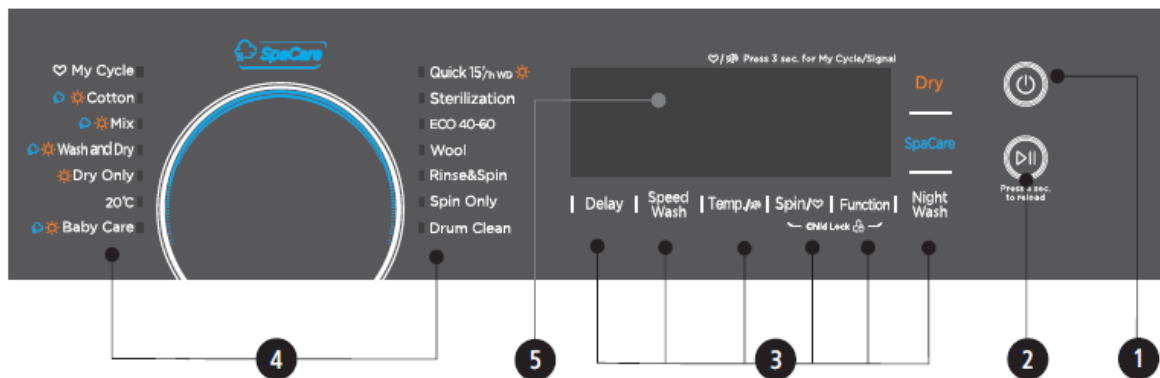 SpaCare
♡ My Cycle
Cotton
Mix
Wash and Dry
Dry Only
20°C
Baby Care
Quick 15'/1h WD
Sterilization
ECO 40-60
Wool
Rinse&Spin
Spin Only
Drum Clean
♡/ Press 3 sec. for My Cycle/Signal
Delay
Speed
Wash
Temp./
Spin/♡
Function
Child Lock
Dry
SpaCare
Night
Wash
Press 3 sec.
to reload
4
5
3
2
1